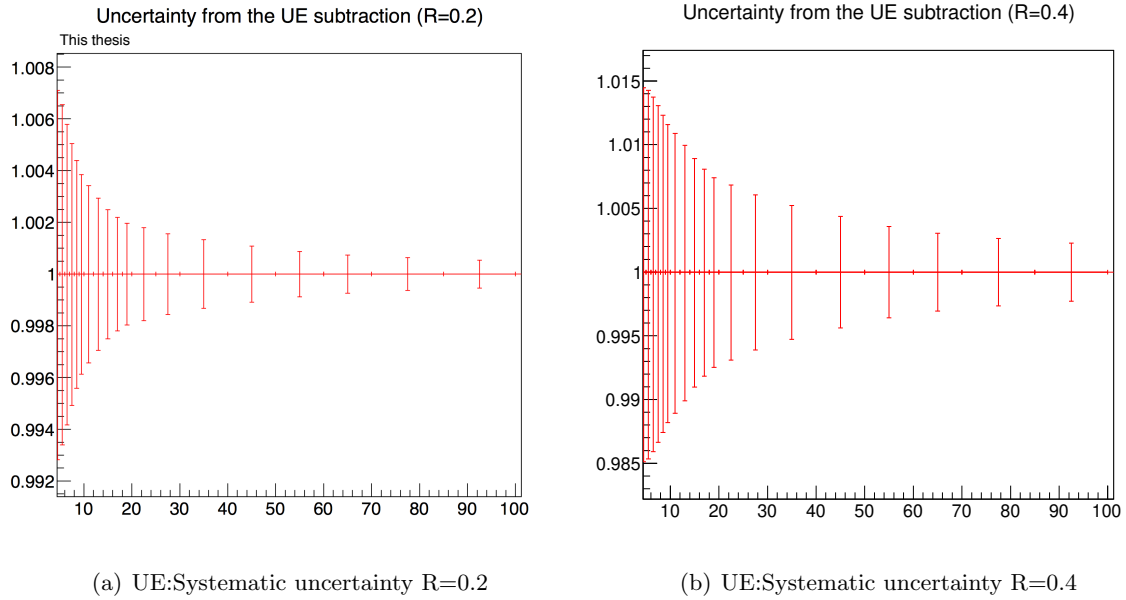 Uncertainty from the UE subtraction (R=0.2)
This thesis
1.008
1.006
1.004
1.002
1
0.998
0.996
0.994
0.992
10 20 30 40 50 60 70 80 90 100
(a) UE:Systematic uncertainty R=0.2
Uncertainty from the UE subtraction (R=0.4)
1.015
1.01
1.005
1
0.995
0.99
0.985
10 20 30 40 50 60 70 80 90 100
(b) UE:Systematic uncertainty R=0.4